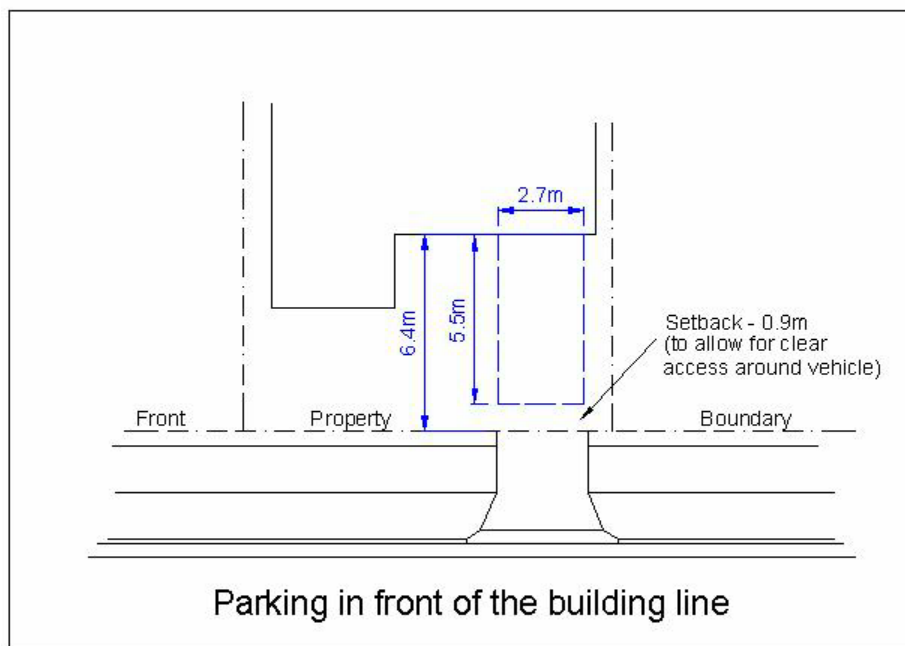 2.7m
6.4m
5.5m
Setback - 0.9m
(to allow for clear
access around vehicle)
Front Property Boundary
Parking in front of the building line